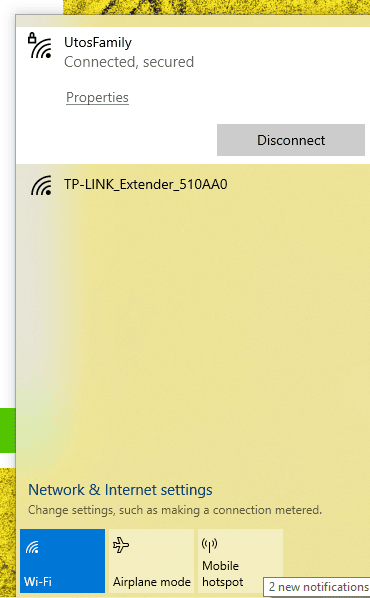 UtosFamily
Connected, secured
Properties
Disconnect
TP-LINK_Extender_510AA0
Network & Internet settings
Change settings, such as making a connection metered.
Wi-Fi
Airplane mode
Mobile
hotspot
2 new notifications